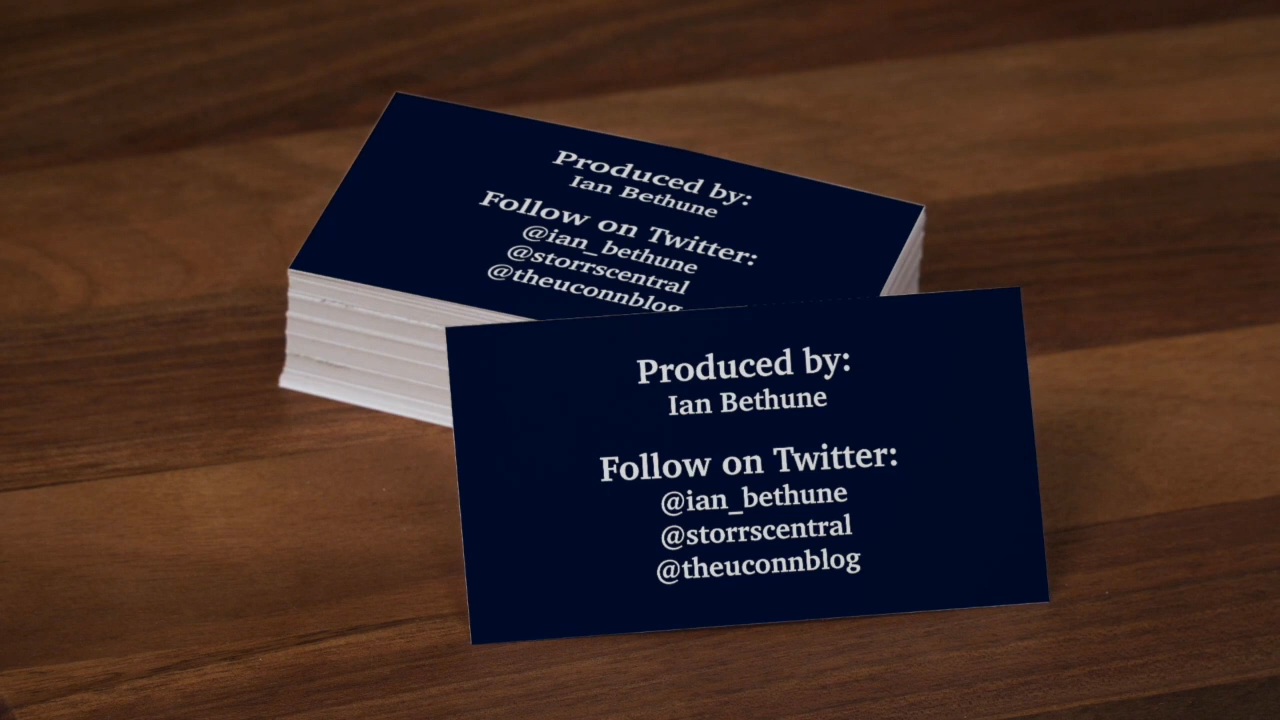 Produced by:
Ian Bethune
Follow on Twitter:
@ian_bethune
@storrscentral
@theuconnblog
Produced by:
Ian Bethune
Follow on Twitter:
@ian_bethune
@storrscentral
@theuconnblog